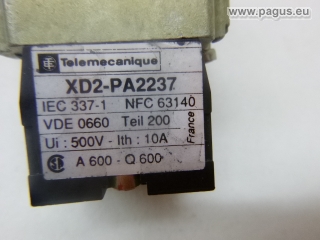 www.pagus.eu
Telemecanique
XD2-PA2237
IEC 337-1 NFC 63140
VDE 0660 Teil 200
Ui : 500V - Ith : 10A
A 600 - Q 600
France